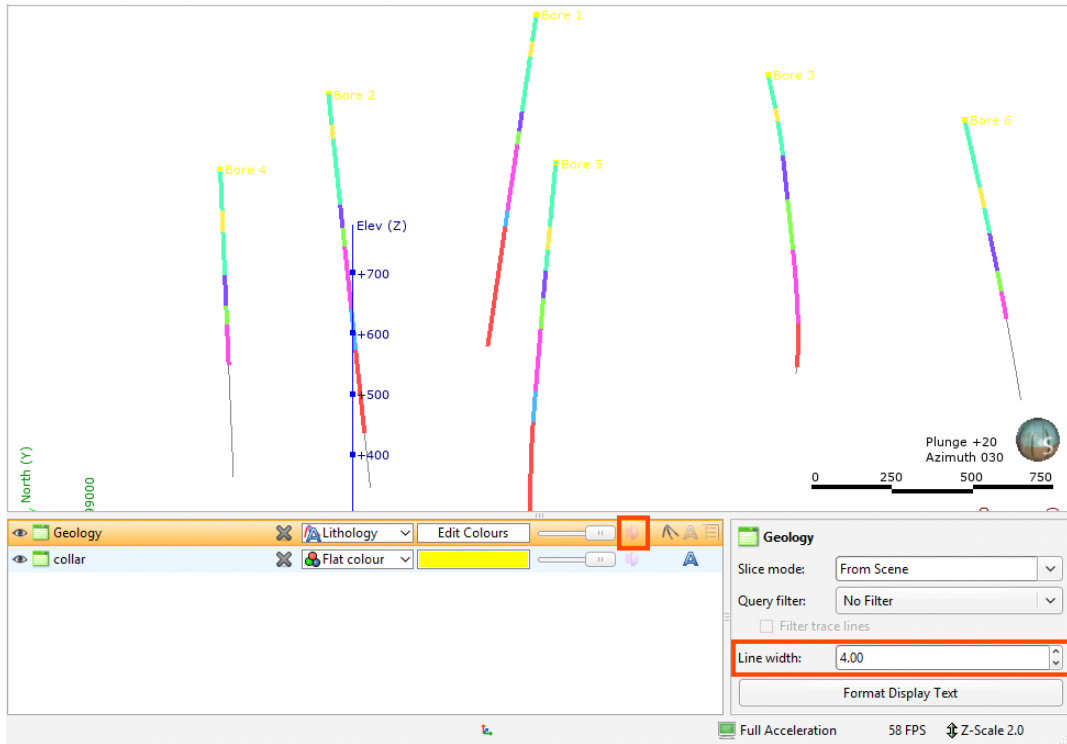 Bore 1
Bore 3
Bore 2
Bore 6
Bore 5
Bore 4
Elev (Z)
+700
+600
+500
+400
Plunge +20
Azimuth 030
0 250 500 750
North (Y)
99000
Geology Lithology Edit Colours
collar Flat colour
Geology
Slice mode: From Scene
Query filter: No Filter
Filter trace lines
Line width: 4.00
Format Display Text
Full Acceleration 58 FPS Z-Scale 2.0